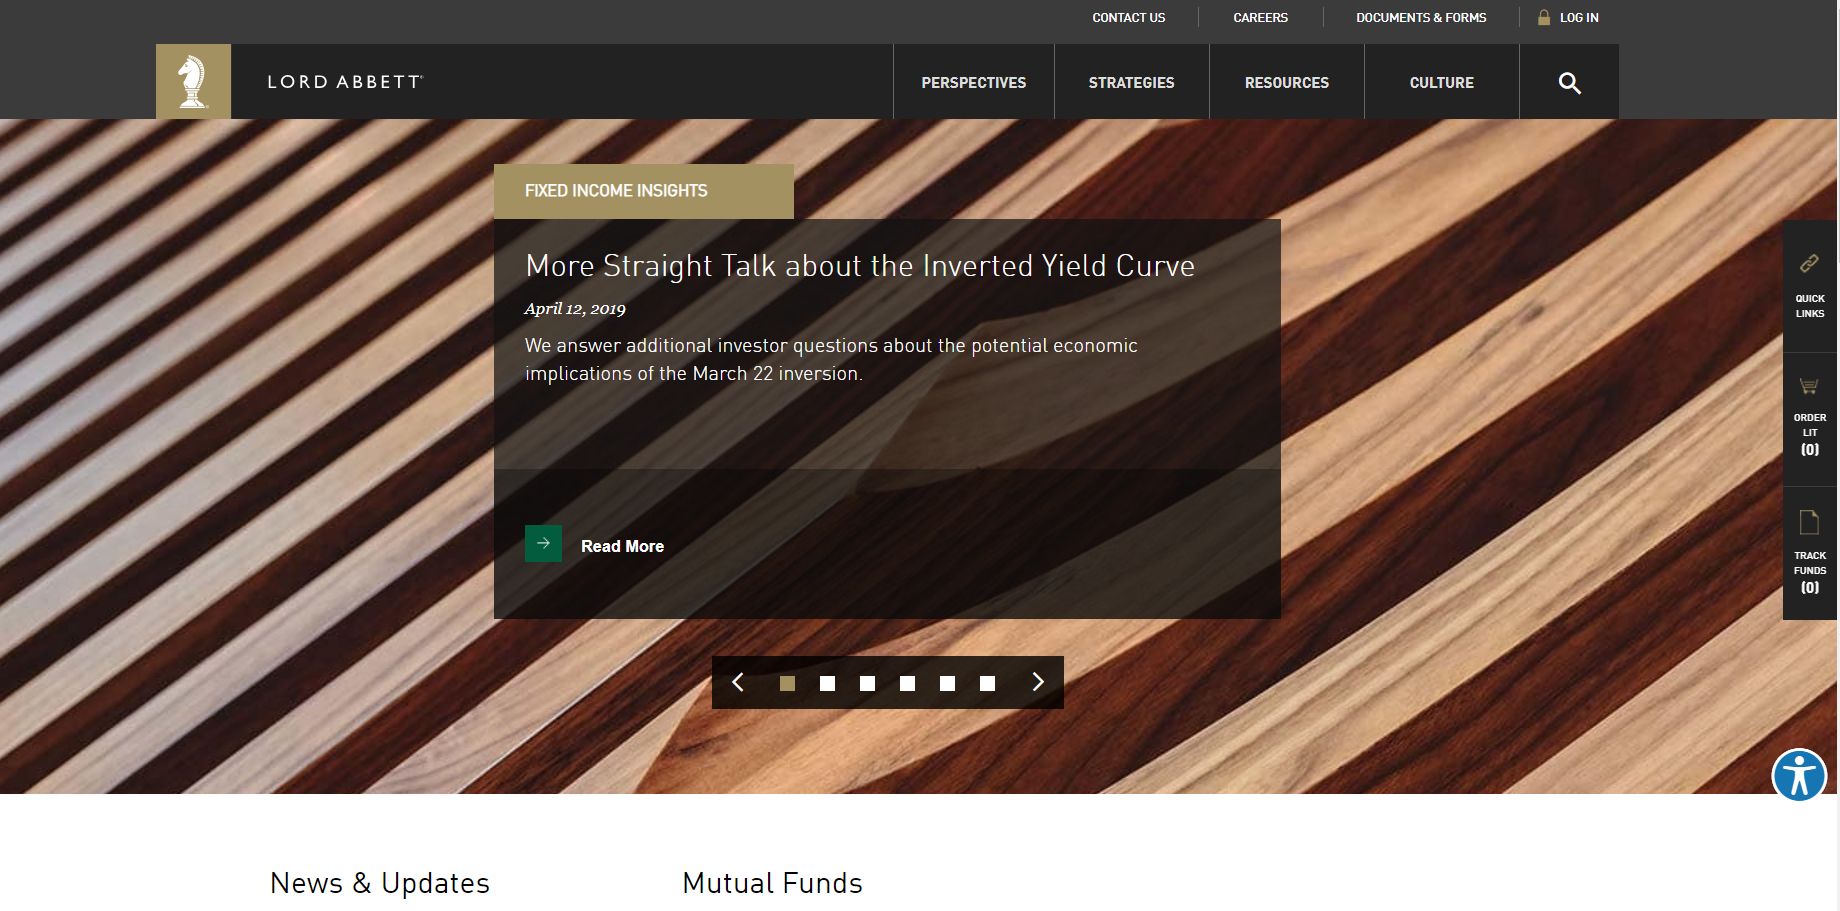 CONTACT US
CAREERS
DOCUMENTS & FORMS
LOG IN
LORD ABBETT
PERSPECTIVES
STRATEGIES
RESOURCES
CULTURE
FIXED INCOME INSIGHTS
More Straight Talk about the Inverted Yield Curve
April 12, 2019
We answer additional investor questions about the potential economic
implications of the March 22 inversion.
Read More
QUICK
LINKS
ORDER
LIT
(0)
TRACK
FUNDS
(0)
News & Updates
Mutual Funds